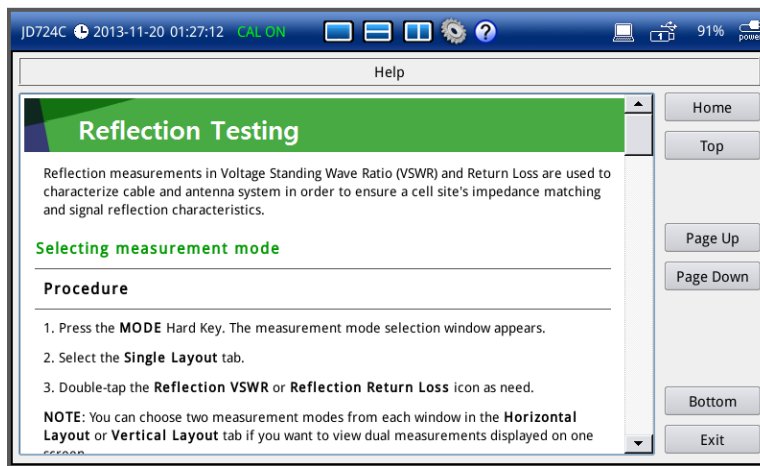 JD724C 2013-11-20 01:27:12 CAL ON ? 1 91% power
Help
Reflection Testing
Reflection measurements in Voltage Standing Wave Ratio (VSWR) and Return Loss are used to
characterize cable and antenna system in order to ensure a cell site's impedance matching
and signal reflection characteristics.
Selecting measurement mode
Procedure
1. Press the MODE Hard Key. The measurement mode selection window appears.
2. Select the Single Layout tab.
3. Double-tap the Reflection VSWR or Reflection Return Loss icon as need.
NOTE: You can choose two measurement modes from each window in the Horizontal
Layout or Vertical Layout tab if you want to view dual measurements displayed on one
screen
Home
Top
Page Up
Page Down
Bottom
Exit